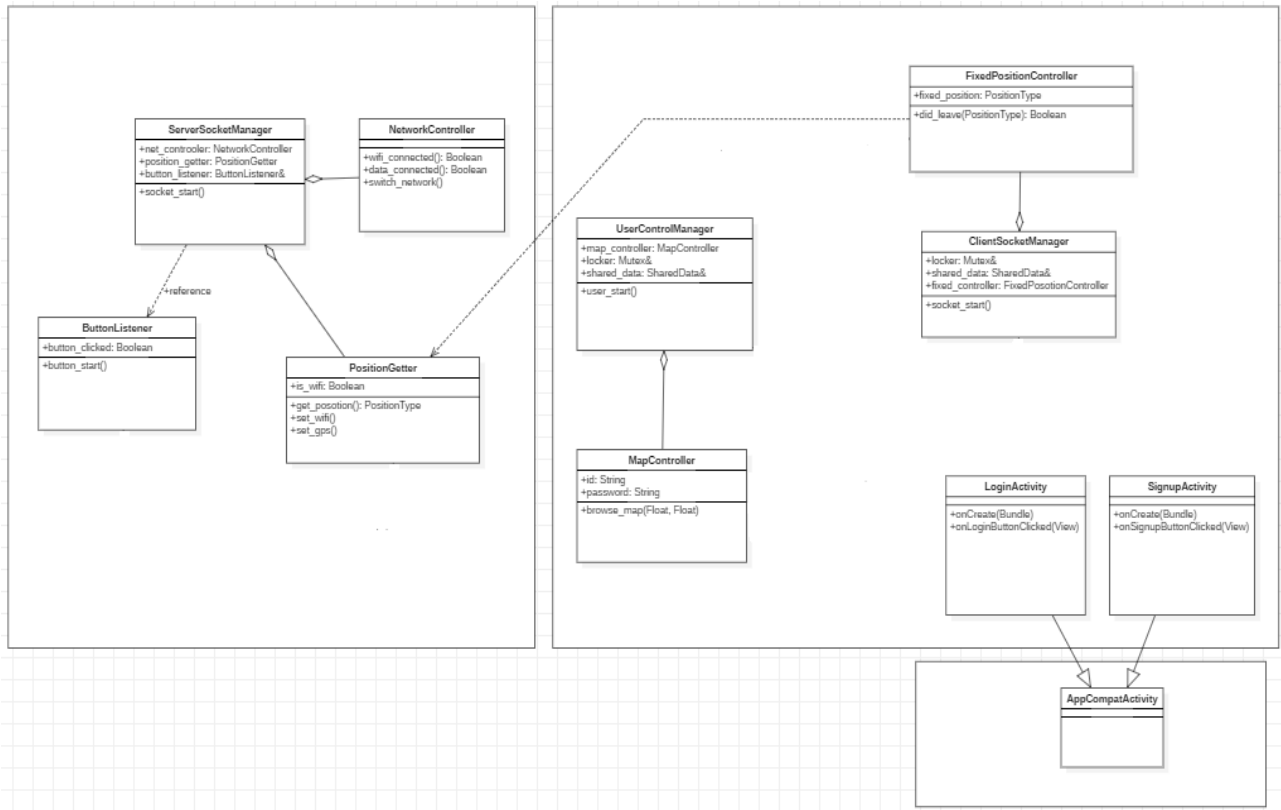 ServerSocketManager
+net_controoler: NetworkController
+position_getter: PositionGetter
+button_listener: ButtonListener&
+socket_start()
NetworkController
+wifi_connected(): Boolean
+data_connected(): Boolean
+switch_network()
+reference
ButtonListener
+button_clicked: Boolean
+button_start()
PositionGetter
+is_wifi: Boolean
+get_posotion(): PositionType
+set_wifi()
+set_gps()
FixedPositionController
+fixed_position: PositionType
+did_leave(PositionType): Boolean
UserControlManager
+map_controller: MapController
+locker: Mutex&
+shared_data: SharedData&
+user_start()
ClientSocketManager
+locker: Mutex&
+shared_data: SharedData&
+fixed_controller: FixedPosotionController
+socket_start()
MapController
+id: String
+password: String
+browse_map(Float, Float)
LoginActivity
+onCreate(Bundle)
+onLoginButtonClicked(View)
SignupActivity
+onCreate(Bundle)
+onSignupButtonClicked(View)
AppCompatActivity